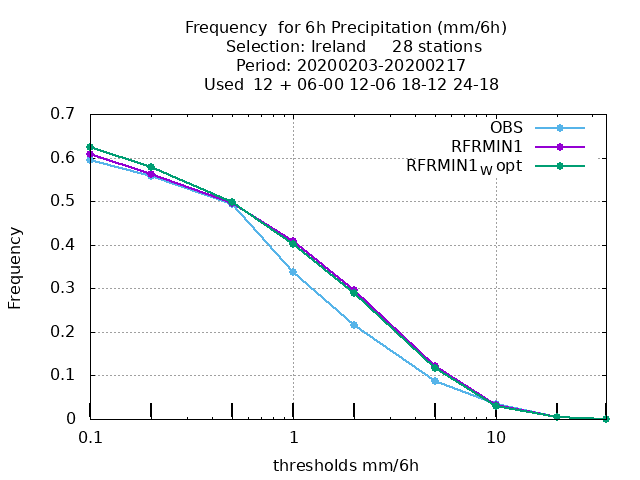 Frequency  for 6h Precipitation (mm/6h)
Selection: Ireland     28 stations
Period: 20200203-20200217
Used  12 + 06-00 12-06 18-12 24-18
OBS
RFRMIN1
RFRMIN1W opt
0.7
0.6
0.5
0.4
0.3
0.2
0.1
0
Frequency
0.1
1
10
thresholds mm/6h